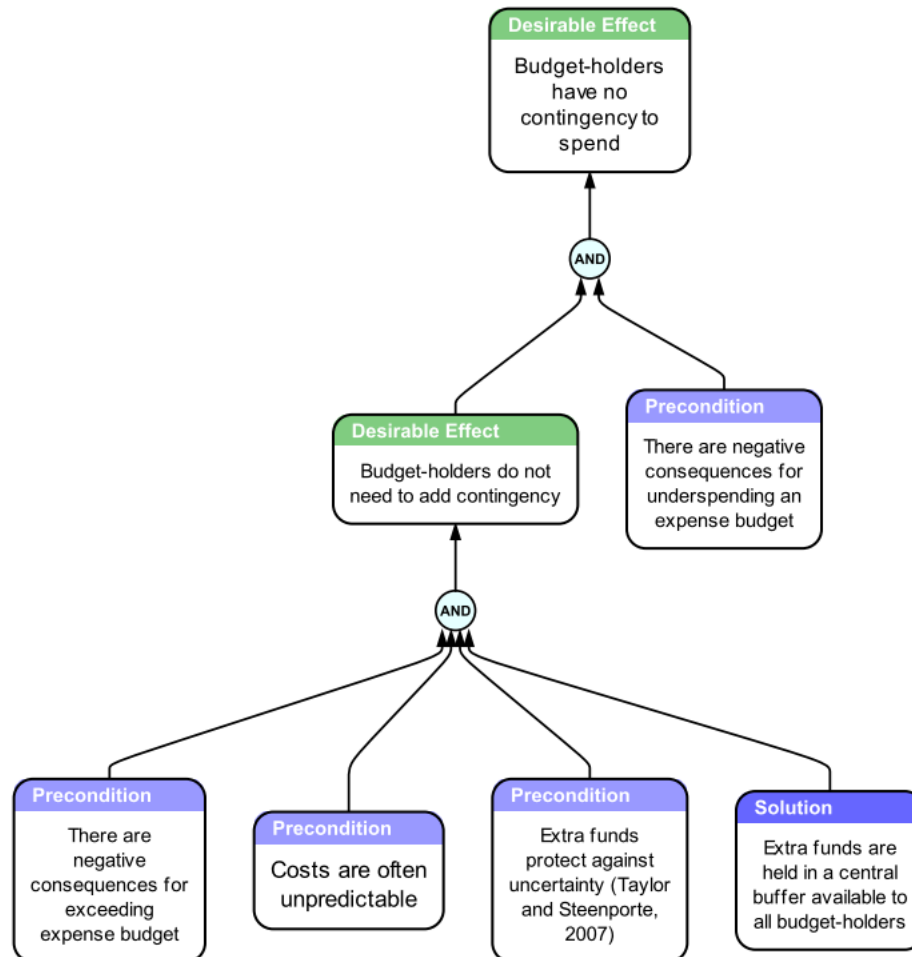 Desirable Effect
Budget-holders
have no
contingency to
spend
AND
Desirable Effect
Budget-holders do not
need to add contingency
Precondition
There are negative
consequences for
underspending an
expense budget
AND
Precondition
There are
negative
consequences for
exceeding
expense budget
Precondition
Costs are often
unpredictable
Precondition
Extra funds
protect against
uncertainty (Taylor
and Steenporte,
2007)
Solution
Extra funds are
held in a central
buffer available to
all budget-holders